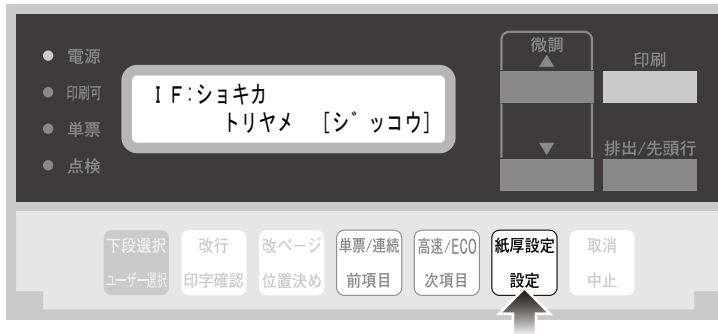 電源
印刷可
単票
点検
IF:ショキカ
トリヤメ [ジッコウ]
微調
▲
▼
印刷
排出/先頭行
下段選択
ユーザー選択
改行
印字確認
改ページ
位置決め
単票/連続
前項目
高速/ECO
次項目
紙厚設定
設定
取消
中止